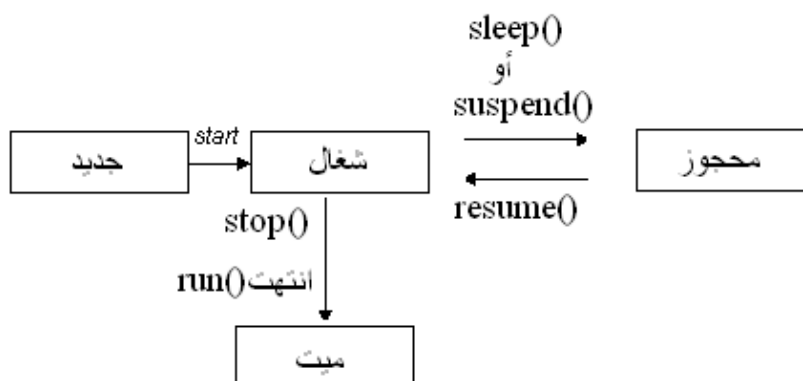 sleep()
أو
suspend()
جديد
start
شغال
محجوز
resume()
stop()
انتهت run()
ميت